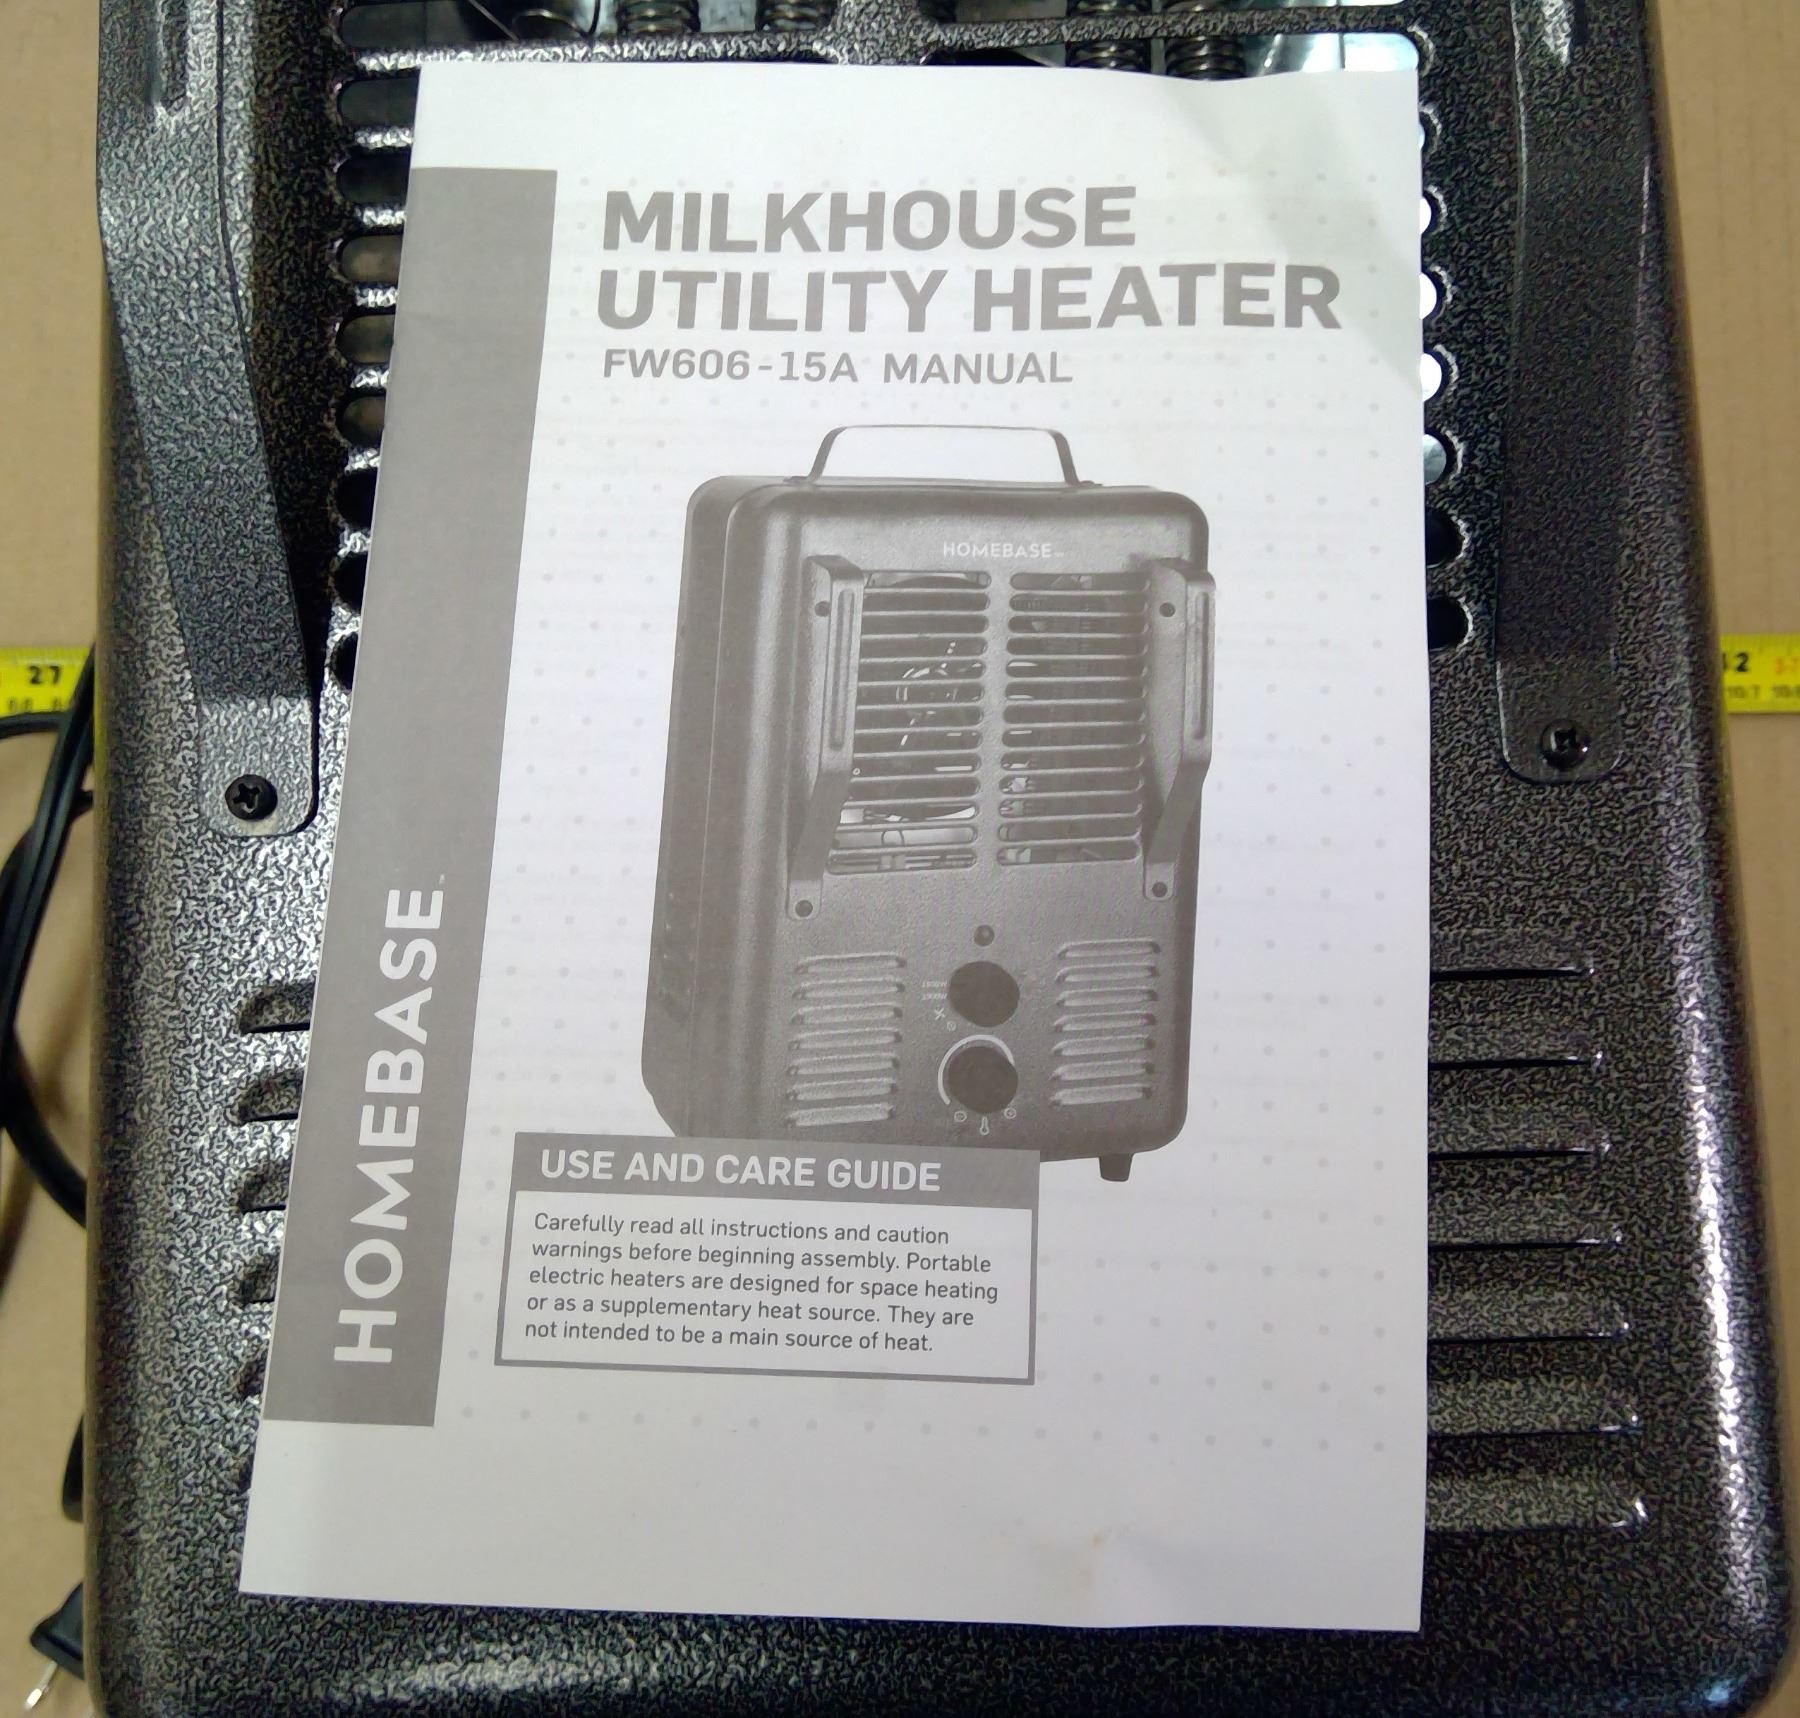 MILKHOUSE
UTILITY HEATER
FW606-15A MANUAL
HOMEBASE
HOMEBASE™
USE AND CARE GUIDE
Carefully read all instructions and caution
warnings before beginning assembly. Portable
electric heaters are designed for space heating
or as a supplementary heat source. They are
not intended to be a main source of heat.
27